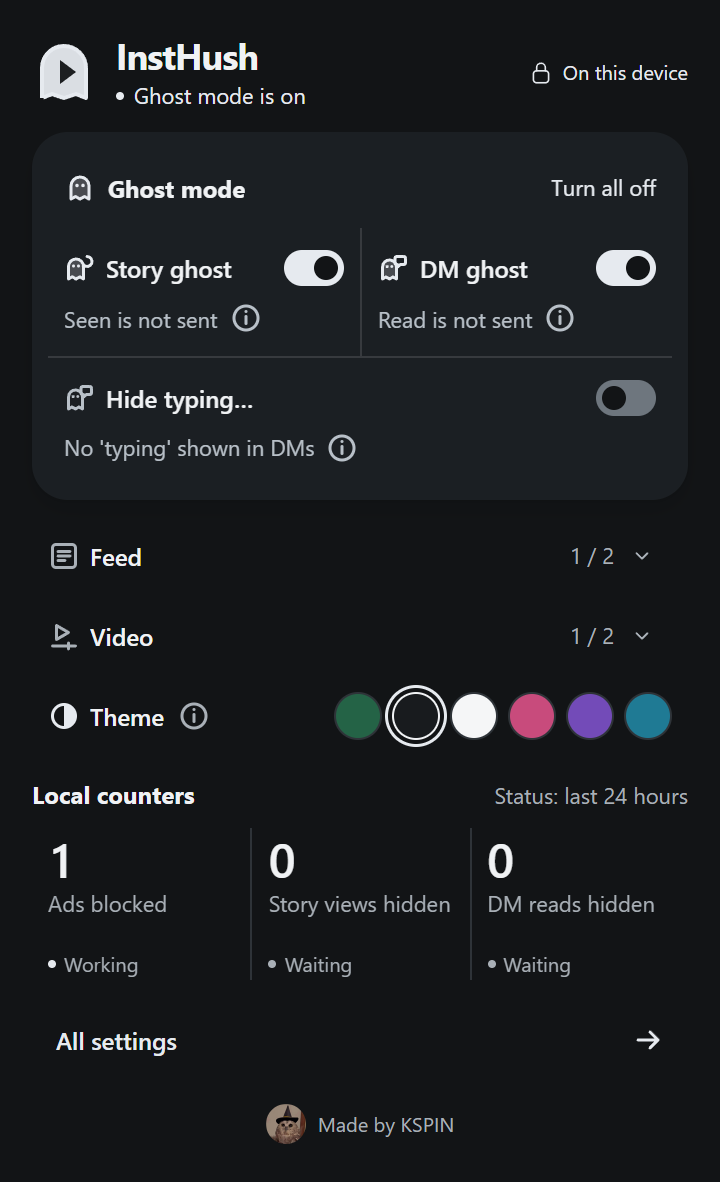 InstHush
Ghost mode is on
On this device
Ghost mode
Turn all off
Story ghost
Seen is not sent
DM ghost
Read is not sent
Hide typing...
No 'typing' shown in DMs
Feed
1 / 2
Video
1 / 2
Theme
Local counters
Status: last 24 hours
1
Ads blocked
Working
0
Story views hidden
Waiting
0
DM reads hidden
Waiting
All settings
Made by KSPIN